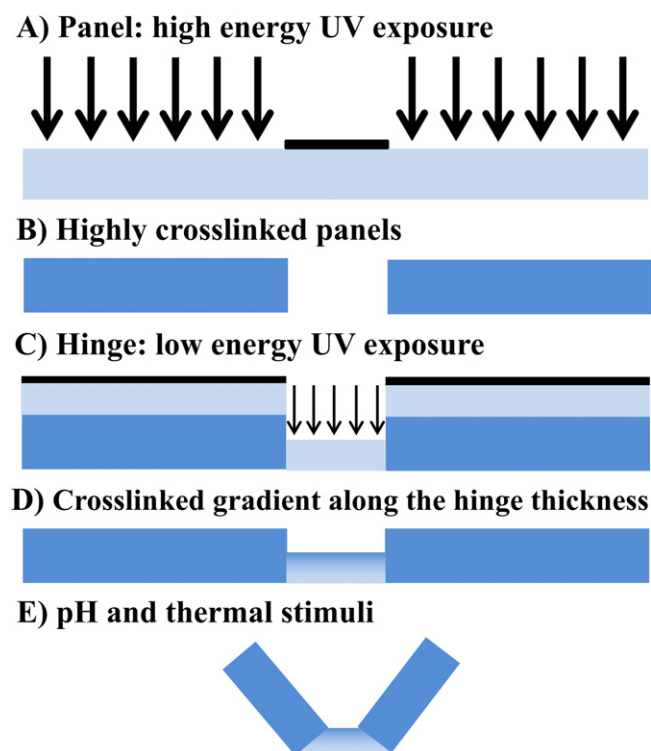 A) Panel: high energy UV exposure
B) Highly crosslinked panels
C) Hinge: low energy UV exposure
D) Crosslinked gradient along the hinge thickness
E) pH and thermal stimuli